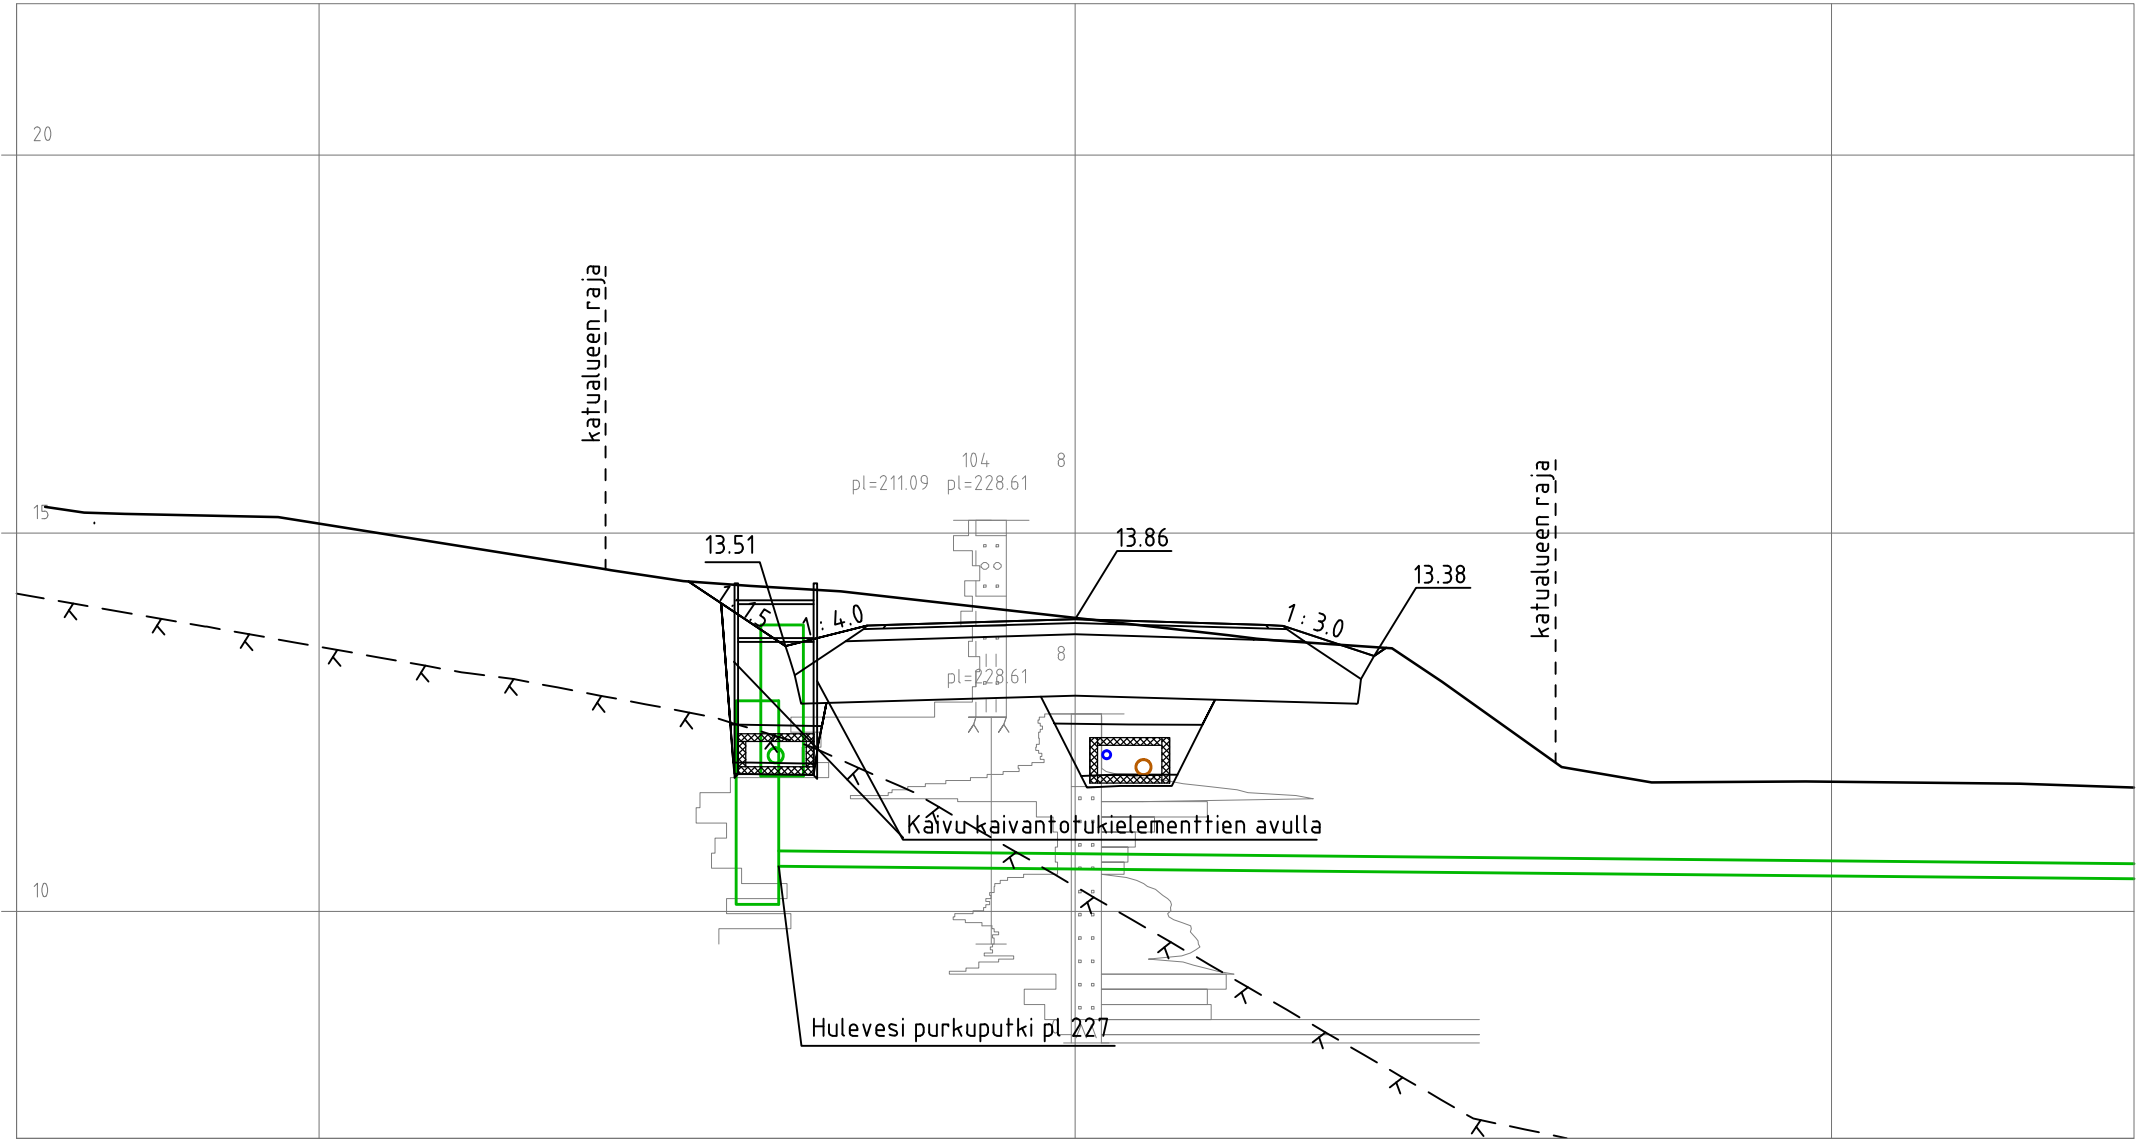 20
katualueen raja
104
8
pl=211.09
pl=228.61
katualueen raja
15
13.51
13.86
13.38
1 : 1.5
1 : 4.0
1 : 3.0
8
pl=228.61
Kaivu kaivantotukielementtien avulla
10
Hulevesi purkuputki pl 227